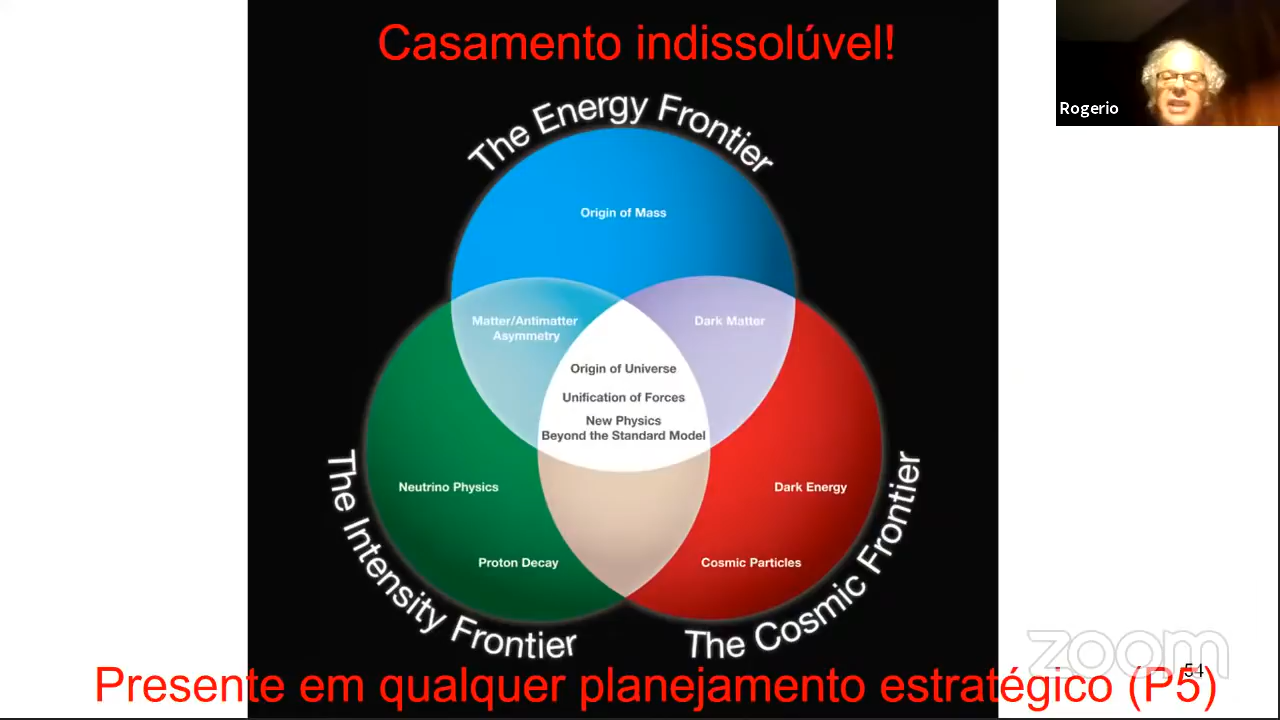 Casamento indissolúvel!
Rogerio
The Energy Frontier
Origin of Mass
Matter/Antimatter
Asymmetry
Dark Matter
Origin of Universe
Unification of Forces
New Physics
Beyond the Standard Model
Neutrino Physics
Dark Energy
Proton Decay
Cosmic Particles
The Intensity Frontier
The Cosmic Frontier
zoom
54
Presente em qualquer planejamento estratégico (P5)